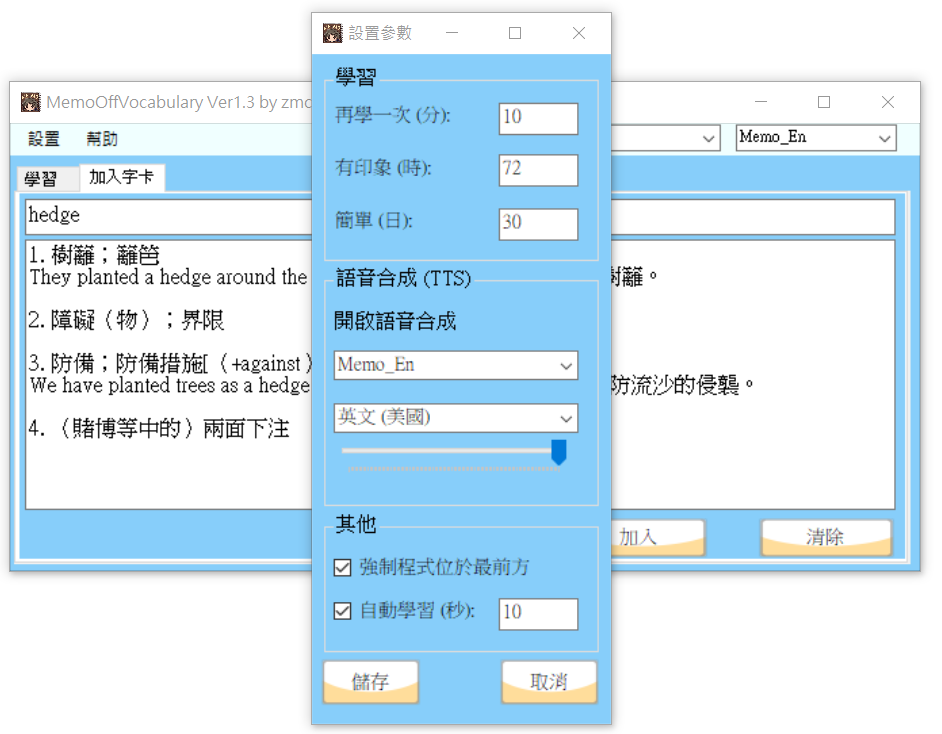 設置參數
MemoOffVocabulary Ver1.3 by
設置 幫助
Memo_En
學習 加入字卡
hedge
1. 樹籬；籬笆
They planted a hedge around the
樹籬。
2. 障礙（物）；界限
3. 防備；防備措施[（+against）
We have planted trees as a hedge
防流沙的侵襲。
4. （賭博等中的）兩面下注
加入 清除
學習
再學一次 (分): 10
有印象 (時): 72
簡單 (日): 30
語音合成 (TTS)
開啟語音合成
Memo_En
英文 (美國)
其他
強制程式位於最前方
自動學習 (秒): 10
儲存 取消